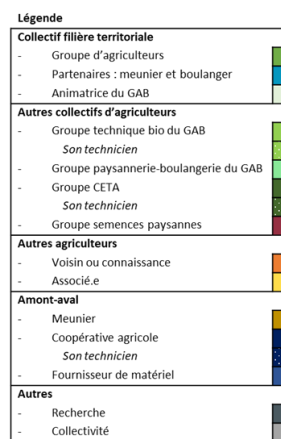 Légende
Collectif filière territoriale
- Groupe d'agriculteurs
- Partenaires : meunier et boulanger
- Animatrice du GAB
Autres collectifs d'agriculteurs
- Groupe technique bio du GAB
Son technicien
- Groupe paysannerie-boulangerie du GAB
- Groupe CETA
Son technicien
- Groupe semences paysannes
Autres agriculteurs
- Voisin ou connaissance
- Associé.e
Amont-aval
- Meunier
- Coopérative agricole
Son technicien
- Fournisseur de matériel
Autres
- Recherche
- Collectivité